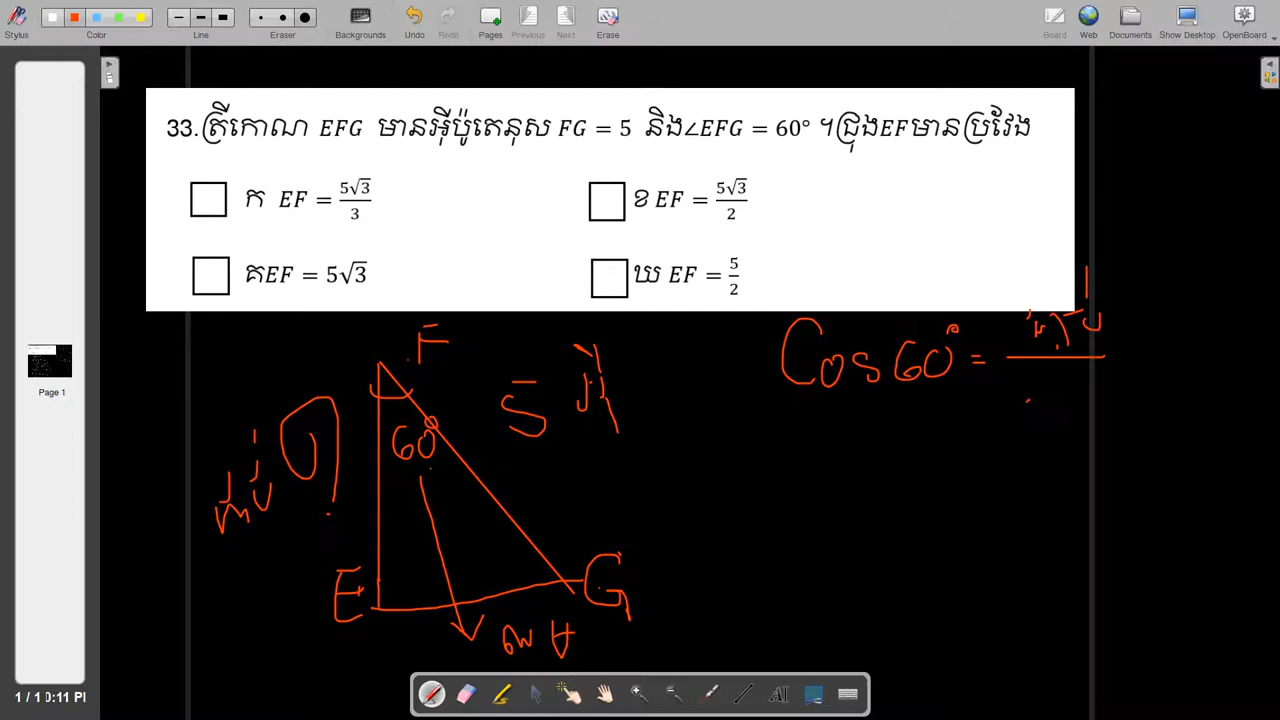 Stylus Color Line Eraser Backgrounds Undo Redo Pages Previous Next Erase Board Web Documents Show Desktop OpenBoard
33.ត្រីកោណ EFG មានអ៊ីប៉ូតេនុស FG = 5 និង∠EFG = 60° ។ជ្រុងEFមានប្រវែង
ក EF = 5√3/3
ខ EF = 5√3/2
គEF = 5√3
ឃ EF = 5/2
F
5
Cos60° =
60°
E
G
Page 1
1 / 1